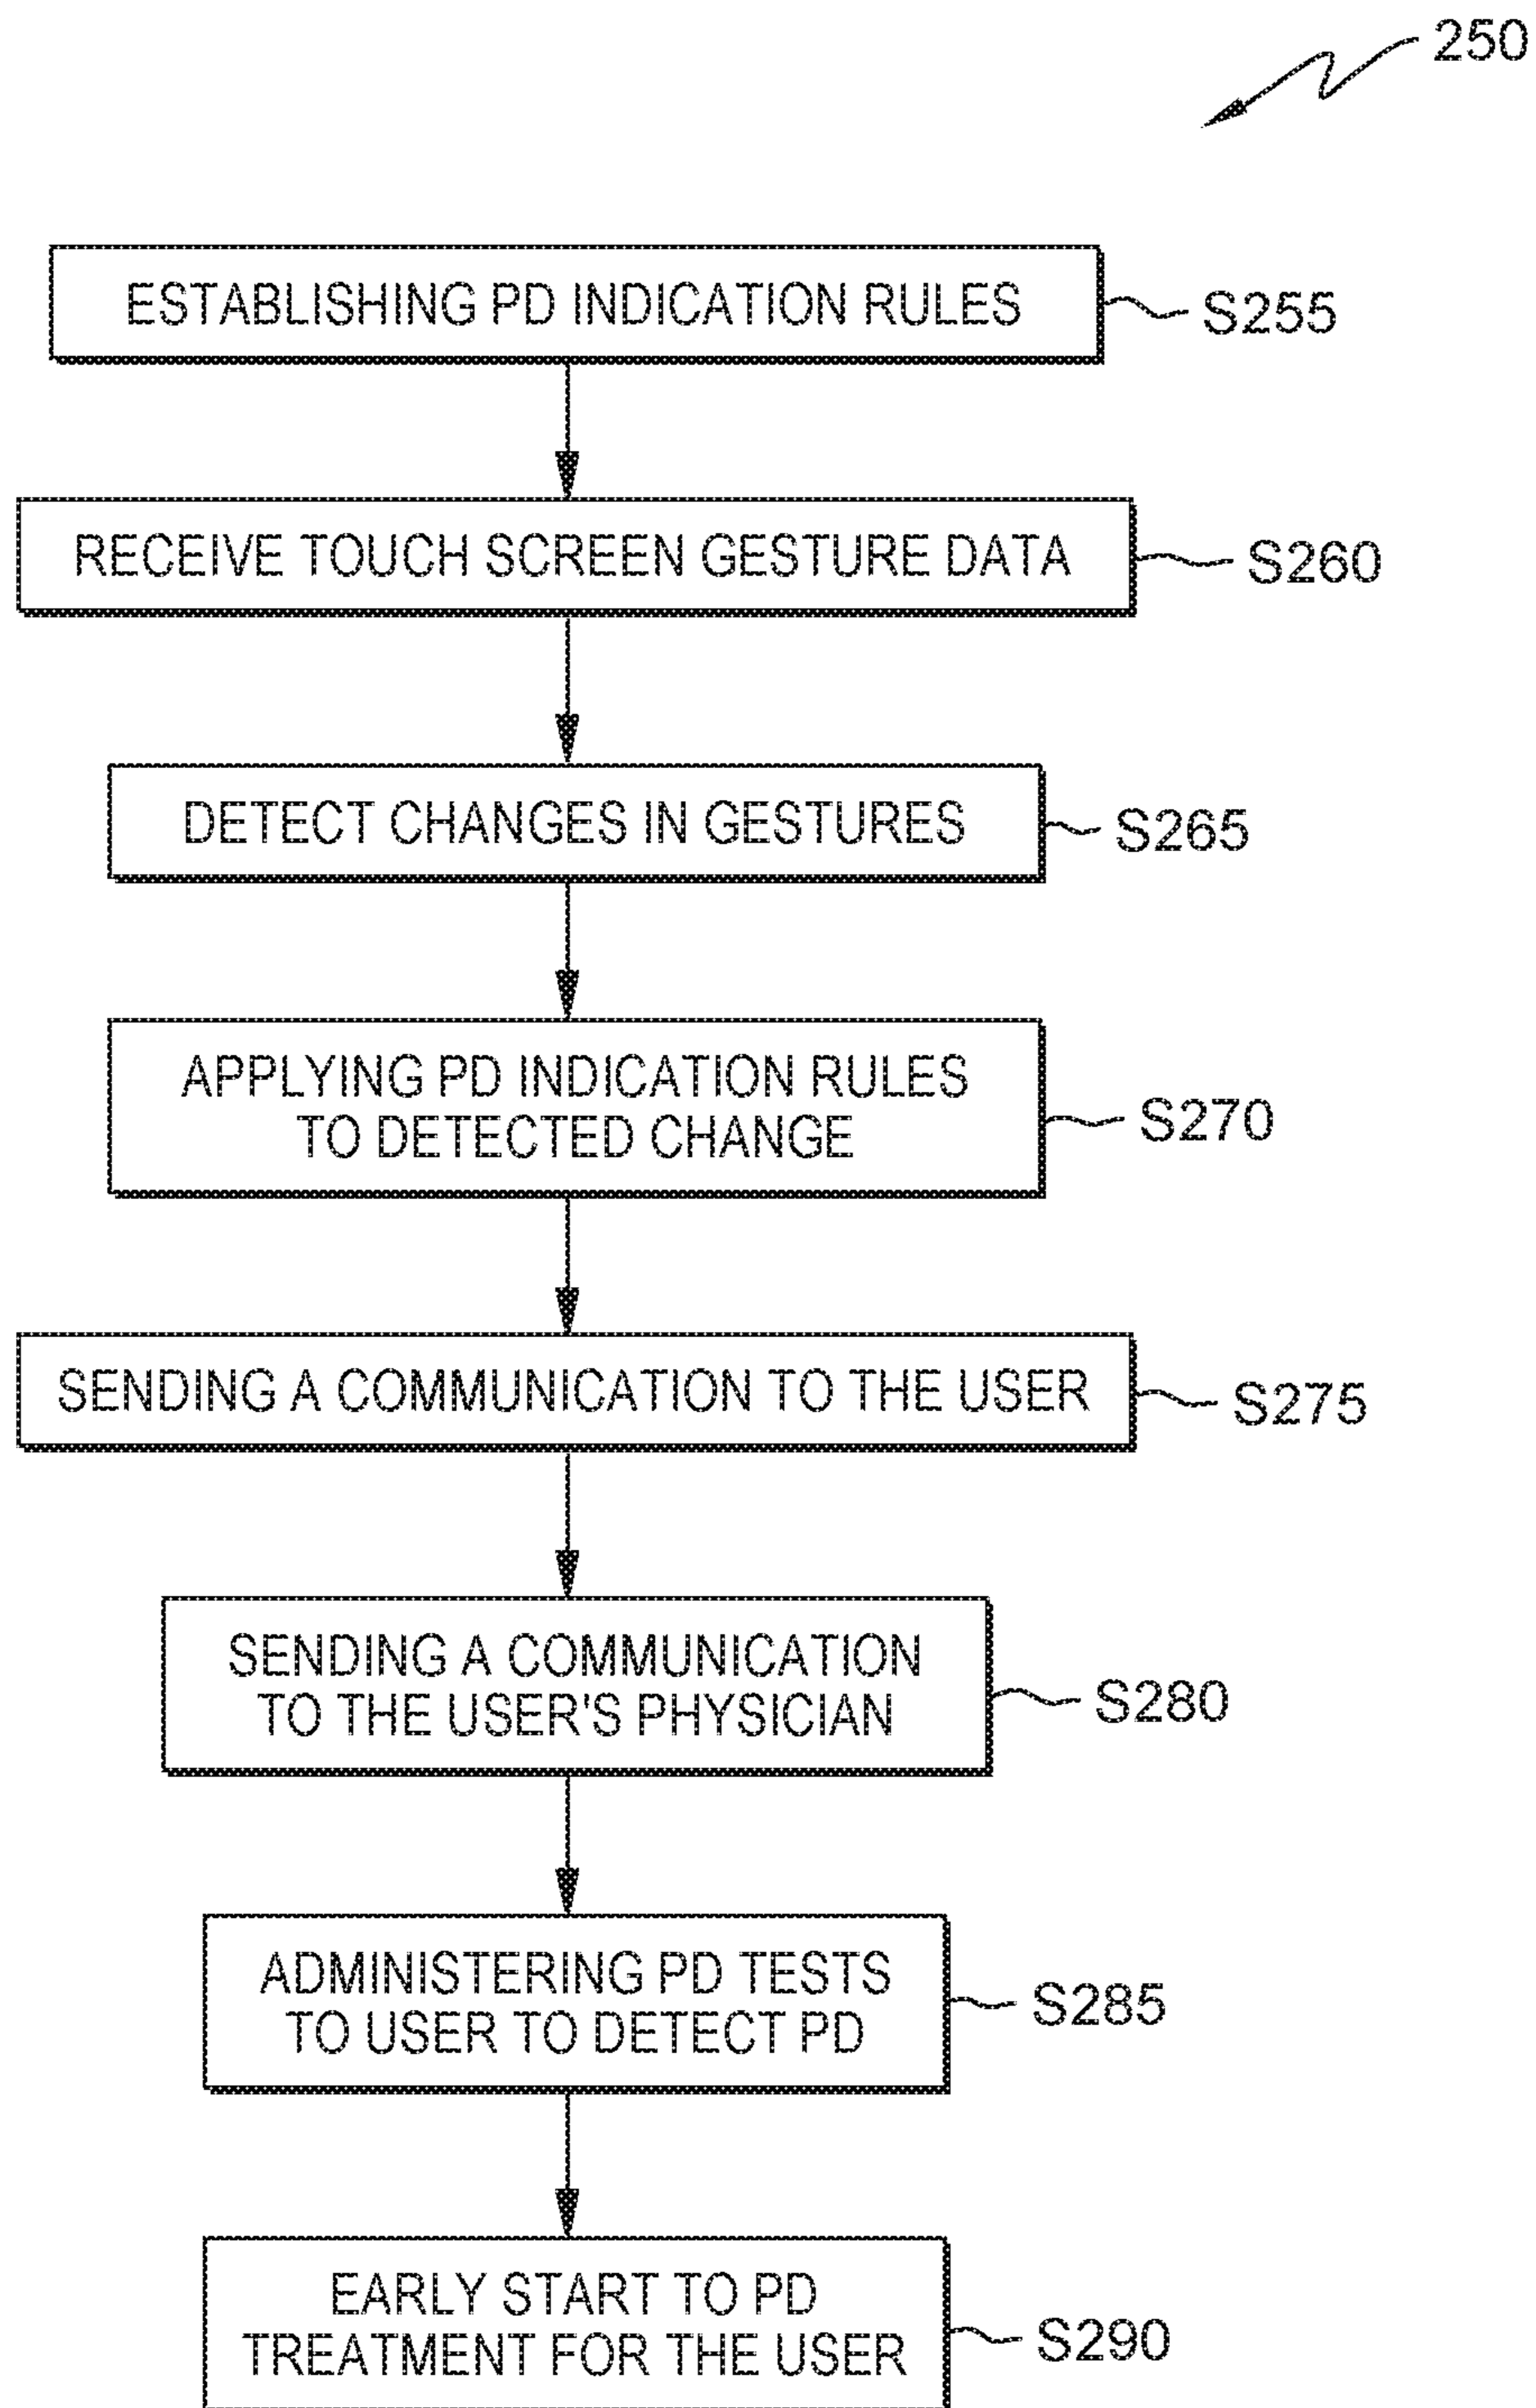 250
ESTABLISHING PD INDICATION RULES
S255
RECEIVE TOUCH SCREEN GESTURE DATA
S260
DETECT CHANGES IN GESTURES
S265
APPLYING PD INDICATION RULES
TO DETECTED CHANGE
S270
SENDING A COMMUNICATION TO THE USER
S275
SENDING A COMMUNICATION
TO THE USER'S PHYSICIAN
S280
ADMINISTERING PD TESTS
TO USER TO DETECT PD
S285
EARLY START TO PD
TREATMENT FOR THE USER
S290